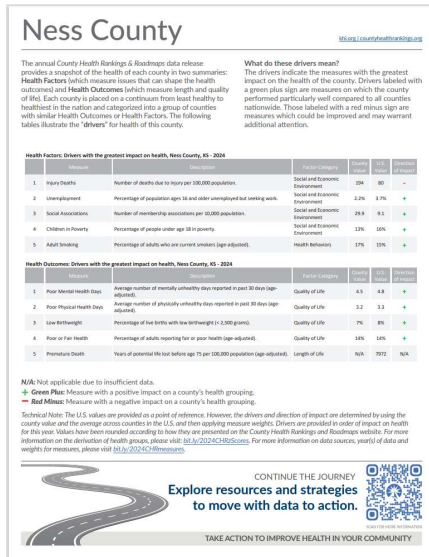 Ness County
khi.org | countyhealthrankings.org
The annual County Health Rankings & Roadmaps data release
provides a snapshot of the health of each county in two summaries:
Health Factors (which measure issues that can shape the health
outcomes) and Health Outcomes (which measure length and quality
of life). Each county is placed on a continuum from least healthy to
healthiest in the nation and categorized into a group of counties
with similar Health Outcomes or Health Factors. The following
tables illustrate the "drivers" for health of this county.
What do these drivers mean?
The drivers indicate the measures with the greatest
impact on the health of the county. Drivers labeled with
a green plus sign are measures on which the county
performed particularly well compared to all counties
nationwide. Those labeled with a red minus sign are
measures which could be improved and may warrant
additional attention.
Health Factors: Drivers with the greatest impact on health, Ness County, KS - 2024
Measure Description Factor Category County Value U.S. Value Direction of Impact
1 Injury Deaths Number of deaths due to injury per 100,000 population. Social and Economic Environment 194 80 -
2 Unemployment Percentage of population ages 16 and older unemployed but seeking work. Social and Economic Environment 2.2% 3.7% +
3 Social Associations Number of membership associations per 10,000 population. Social and Economic Environment 29.9 9.1 +
4 Children in Poverty Percentage of people under age 18 in poverty. Social and Economic Environment 13% 16% +
5 Adult Smoking Percentage of adults who are current smokers (age-adjusted). Health Behaviors 17% 15% +
Health Outcomes: Drivers with the greatest impact on health, Ness County, KS - 2024
Measure Description Factor Category County Value U.S. Value Direction of Impact
1 Poor Mental Health Days Average number of mentally unhealthy days reported in past 30 days (age-adjusted). Quality of Life 4.5 4.8 +
2 Poor Physical Health Days Average number of physically unhealthy days reported in past 30 days (age-adjusted). Quality of Life 3.2 3.3 +
3 Low Birthweight Percentage of live births with low birthweight (< 2,500 grams). Quality of Life 7% 8% +
4 Poor or Fair Health Percentage of adults reporting fair or poor health (age-adjusted). Quality of Life 14% 14% +
5 Premature Death Years of potential life lost before age 75 per 100,000 population (age-adjusted). Length of Life N/A 7972 N/A
N/A: Not applicable due to insufficient data.
+ Green Plus: Measure with a positive impact on a county's health grouping.
− Red Minus: Measure with a negative impact on a county's health grouping.
Technical Note: The U.S. values are provided as a point of reference. However, the drivers and direction of impact are determined by using the
county value and the average across counties in the U.S, and then applying measure weights. Drivers are provided in order of impact on health
for this year. Values have been rounded according to how they are presented on the County Health Rankings and Roadmaps website. For more
information on the derivation of health groups, please visit: bit.ly/2024CHRzScores. For more information on data sources, year(s) of data and
weights for measures, please visit bit.ly/2024CHRmeasures.
CONTINUE THE JOURNEY
Explore resources and strategies
to move with data to action.
SCAN FOR MORE INFORMATION
TAKE ACTION TO IMPROVE HEALTH IN YOUR COMMUNITY